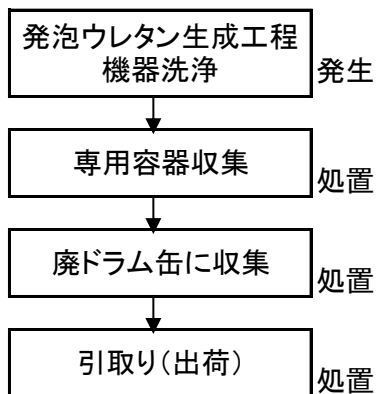 発泡ウレタン生成工程
機器洗浄
発生
専用容器収集
処置
廃ドラム缶に収集
処置
引取り(出荷)
処置